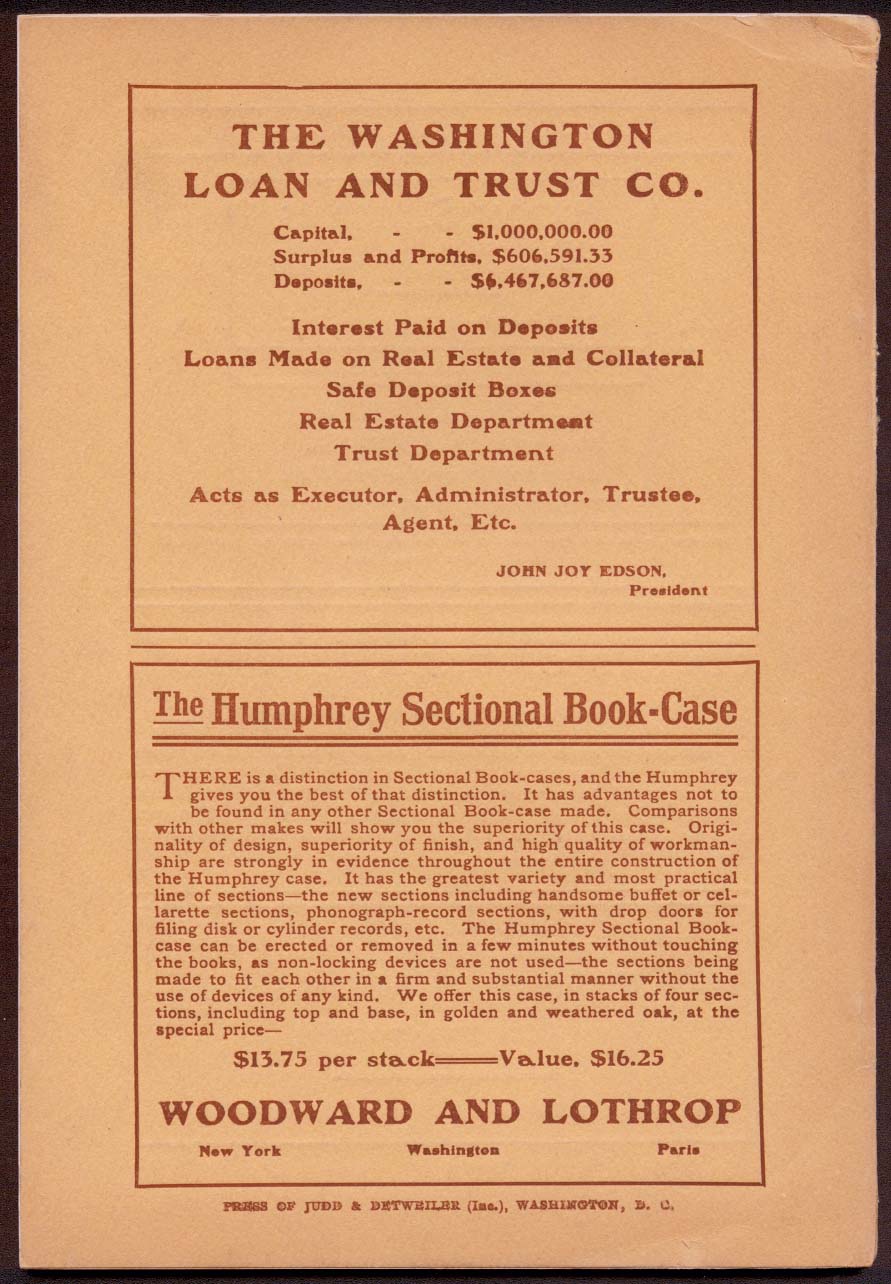 THE WASHINGTON
LOAN AND TRUST CO.
Capital, - - $1,000,000.00
Surplus and Profits, $606,591.33
Deposits, - - $6,467,687.00
Interest Paid on Deposits
Loans Made on Real Estate and Collateral
Safe Deposit Boxes
Real Estate Department
Trust Department
Acts as Executor, Administrator, Trustee,
Agent, Etc.
JOHN JOY EDSON,
President
The Humphrey Sectional Book-Case
THERE is a distinction in Sectional Book-cases, and the Humphrey
gives you the best of that distinction. It has advantages not to
be found in any other Sectional Book-case made. Comparisons
with other makes will show you the superiority of this case. Origi-
nality of design, superiority of finish, and high quality of workman-
ship are strongly in evidence throughout the entire construction of
the Humphrey case. It has the greatest variety and most practical
line of sections—the new sections including handsome buffet or cel-
larette sections, phonograph-record sections, with drop doors for
filing disk or cylinder records, etc. The Humphrey Sectional Book-
case can be erected or removed in a few minutes without touching
the books, as non-locking devices are not used—the sections being
made to fit each other in a firm and substantial manner without the
use of devices of any kind. We offer this case, in stacks of four sec-
tions, including top and base, in golden and weathered oak, at the
special price—
$13.75 per stack——Value, $16.25
WOODWARD AND LOTHROP
New York Washington Paris
PRESS OF JUDD & DETWEILER (Inc.), WASHINGTON, D. C.